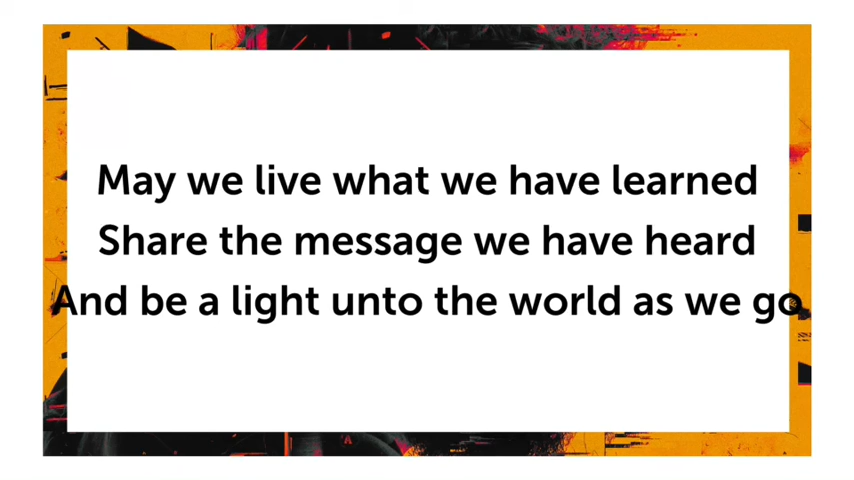 May we live what we have learned
Share the message we have heard
And be a light unto the world as we go